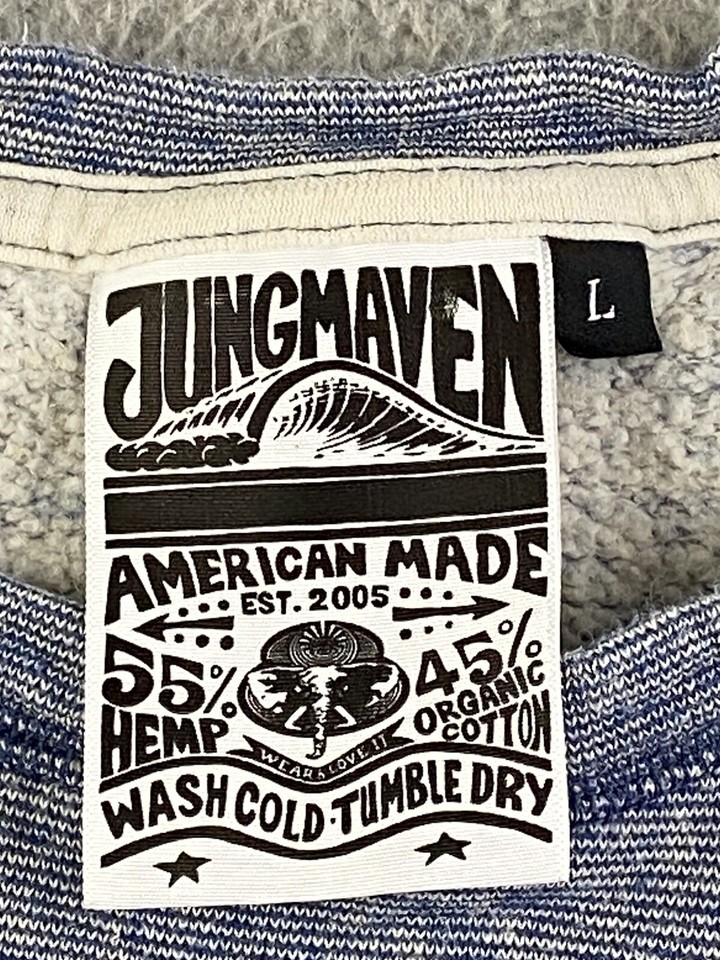 JUNGMAVEN
L
AMERICAN MADE
EST. 2005
55%
HEMP
45%
ORGANIC
COTTON
WEAR & LOVE IT
WASH COLD · TUMBLE DRY